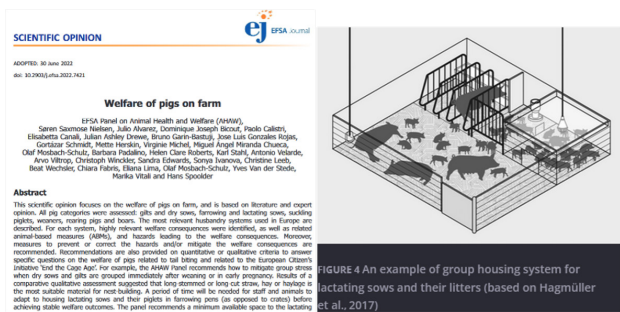 SCIENTIFIC OPINION
ej EFSA Journal
ADOPTED: 30 June 2022
doi: 10.2903/j.efsa.2022.7421
Welfare of pigs on farm
EFSA Panel on Animal Health and Welfare (AHAW),
Søren Saxmose Nielsen, Julio Alvarez, Dominique Joseph Bicout, Paolo Calistri,
Elisabetta Canali, Julian Ashley Drewe, Bruno Garin-Bastuji, Jose Luis Gonzales Rojas,
Gortázar Schmidt, Mette Herskin, Virginie Michel, Miguel Ángel Miranda Chueca,
Olaf Mosbach-Schulz, Barbara Padalino, Helen Clare Roberts, Karl Stahl, Antonio Velarde,
Arvo Viltrop, Christoph Winckler, Sandra Edwards, Sonya Ivanova, Christine Leeb,
Beat Wechsler, Chiara Fabris, Eliana Lima, Olaf Mosbach-Schulz, Yves Van der Stede,
Marika Vitali and Hans Spoolder
Abstract
This scientific opinion focuses on the welfare of pigs on farm, and is based on literature and expert
opinion. All pig categories were assessed: gilts and dry sows, farrowing and lactating sows, suckling
piglets, weaners, rearing pigs and boars. The most relevant husbandry systems used in Europe are
described. For each system, highly relevant welfare consequences were identified, as well as related
animal-based measures (ABMs), and hazards leading to the welfare consequences. Moreover,
measures to prevent or correct the hazards and/or mitigate the welfare consequences are
recommended. Recommendations are also provided on quantitative or qualitative criteria to answer
specific questions on the welfare of pigs related to tail biting and related to the European Citizen's
Initiative 'End the Cage Age'. For example, the AHAW Panel recommends how to mitigate group stress
when dry sows and gilts are grouped immediately after weaning or in early pregnancy. Results of a
comparative qualitative assessment suggested that long-stemmed or long-cut straw, hay or haylage is
the most suitable material for nest-building. A period of time will be needed for staff and animals to
adapt to housing lactating sows and their piglets in farrowing pens (as opposed to crates) before
achieving stable welfare outcomes. The panel recommends a minimum available space to the lactating
FIGURE 4 An example of group housing system for
lactating sows and their litters (based on Hagmüller
et al., 2017)